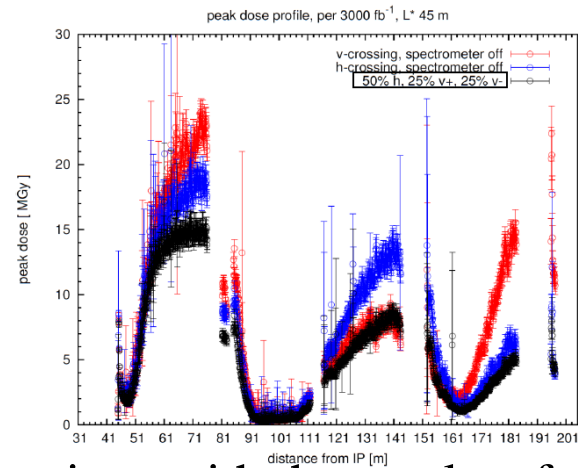 peak dose profile, per 3000 fb⁻¹, L* 45 m
v-crossing, spectrometer off
h-crossing, spectrometer off
50% h, 25% v+, 25% v-
peak dose [ MGy ]
30
25
20
15
10
5
0
31 41 51 61 71 81 91 101 111 121 131 141 151 161 171 181 191 201
distance from IP [m]